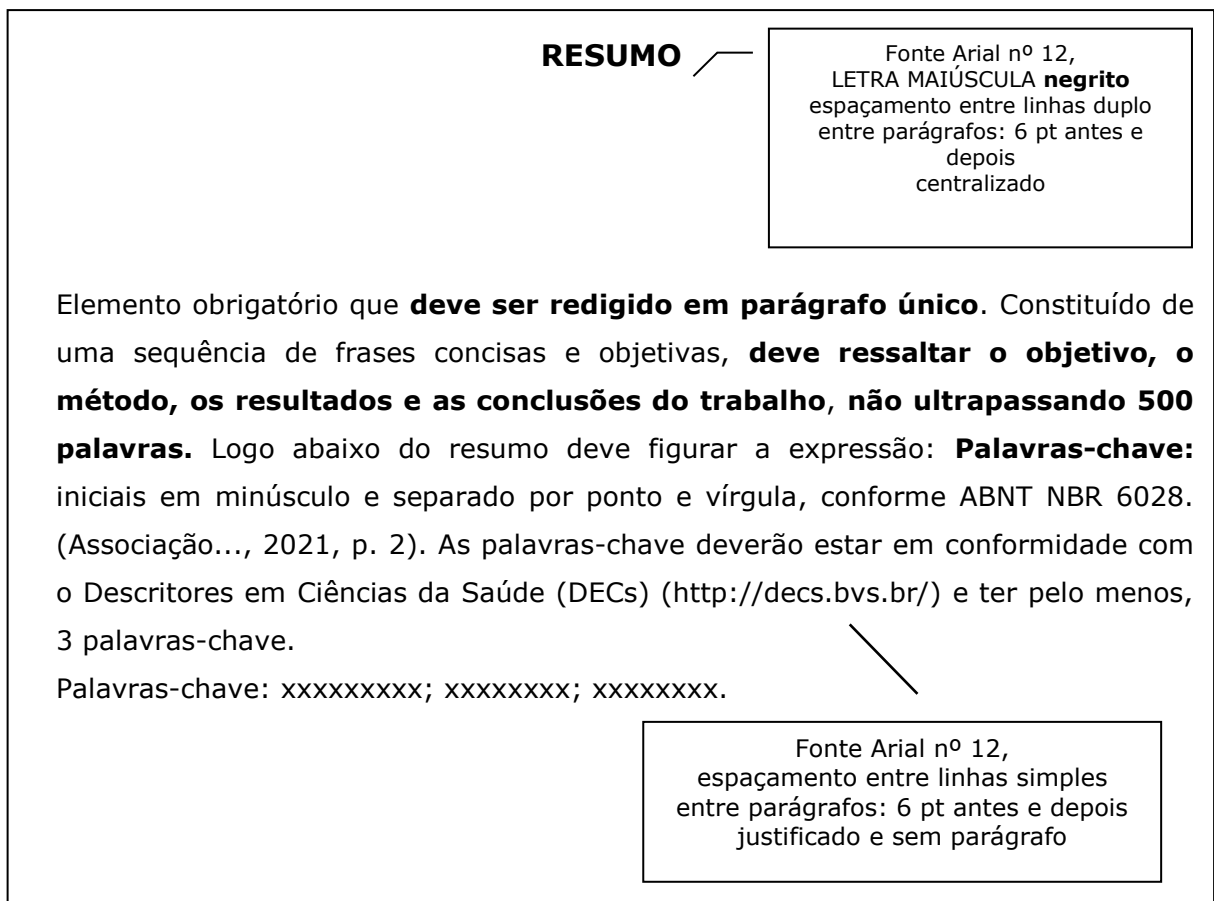 RESUMO
Fonte Arial nº 12,
LETRA MAIÚSCULA negrito
espaçamento entre linhas duplo
entre parágrafos: 6 pt antes e
depois
centralizado
Elemento obrigatório que deve ser redigido em parágrafo único. Constituído de
uma sequência de frases concisas e objetivas, deve ressaltar o objetivo, o
método, os resultados e as conclusões do trabalho, não ultrapassando 500
palavras. Logo abaixo do resumo deve figurar a expressão: Palavras-chave:
iniciais em minúsculo e separado por ponto e vírgula, conforme ABNT NBR 6028.
(Associação..., 2021, p. 2). As palavras-chave deverão estar em conformidade com
o Descritores em Ciências da Saúde (DECs) (http://decs.bvs.br/) e ter pelo menos,
3 palavras-chave.
Palavras-chave: xxxxxxxxx; xxxxxxxx; xxxxxxxx.
Fonte Arial nº 12,
espaçamento entre linhas simples
entre parágrafos: 6 pt antes e depois
justificado e sem parágrafo